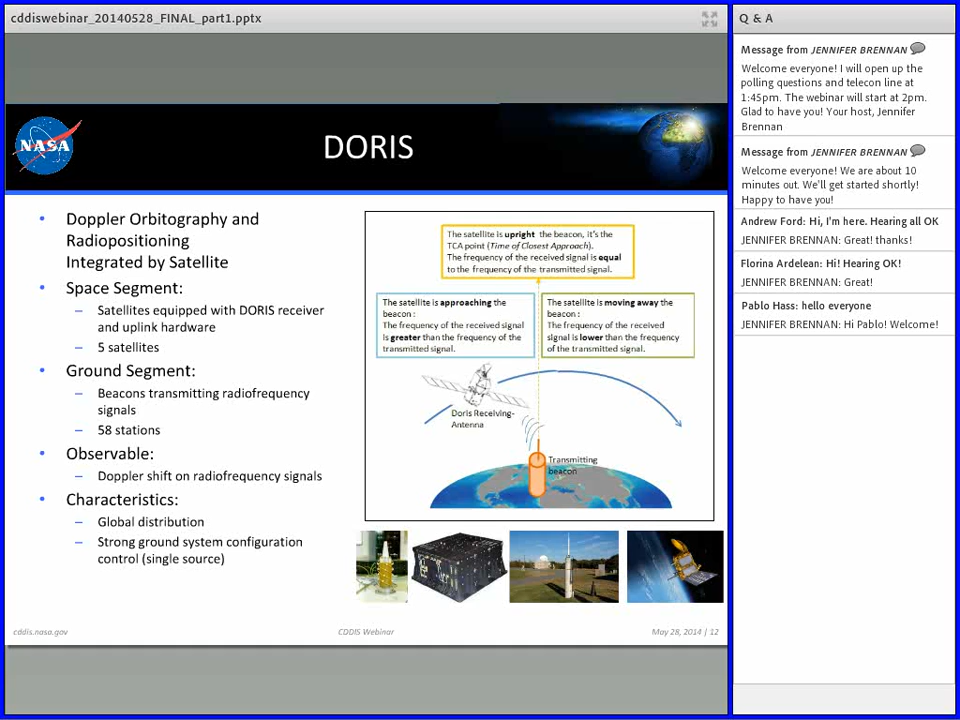 cddiswebinar_20140528_FINAL_part1.pptx
NASA
DORIS
• Doppler Orbitography and
Radiopositioning
Integrated by Satellite
• Space Segment:
– Satellites equipped with DORIS receiver
and uplink hardware
– 5 satellites
• Ground Segment:
– Beacons transmitting radiofrequency
signals
– 58 stations
• Observable:
– Doppler shift on radiofrequency signals
• Characteristics:
– Global distribution
– Strong ground system configuration
control (single source)
The satellite is upright the beacon, it's the
TCA point (Time of Closest Approach).
The frequency of the received signal is equal
to the frequency of the transmitted signal.
The satellite is approaching the
beacon :
The frequency of the received signal
is greater than the frequency of the
transmitted signal.
The satellite is moving away the
beacon :
The frequency of the received
signal is lower than the frequency
of the transmitted signal.
Doris Receiving-
Antenna
Transmitting
beacon
cddis.nasa.gov
CDDIS Webinar
May 28, 2014 | 12
Q & A
Message from JENNIFER BRENNAN
Welcome everyone! I will open up the
polling questions and telecon line at
1:45pm. The webinar will start at 2pm.
Glad to have you! Your host, Jennifer
Brennan
Message from JENNIFER BRENNAN
Welcome everyone! We are about 10
minutes out. We'll get started shortly!
Happy to have you!
Andrew Ford: Hi, I'm here. Hearing all OK
JENNIFER BRENNAN: Great! thanks!
Florina Ardelean: Hi! Hearing OK!
JENNIFER BRENNAN: Great!
Pablo Hass: hello everyone
JENNIFER BRENNAN: Hi Pablo! Welcome!